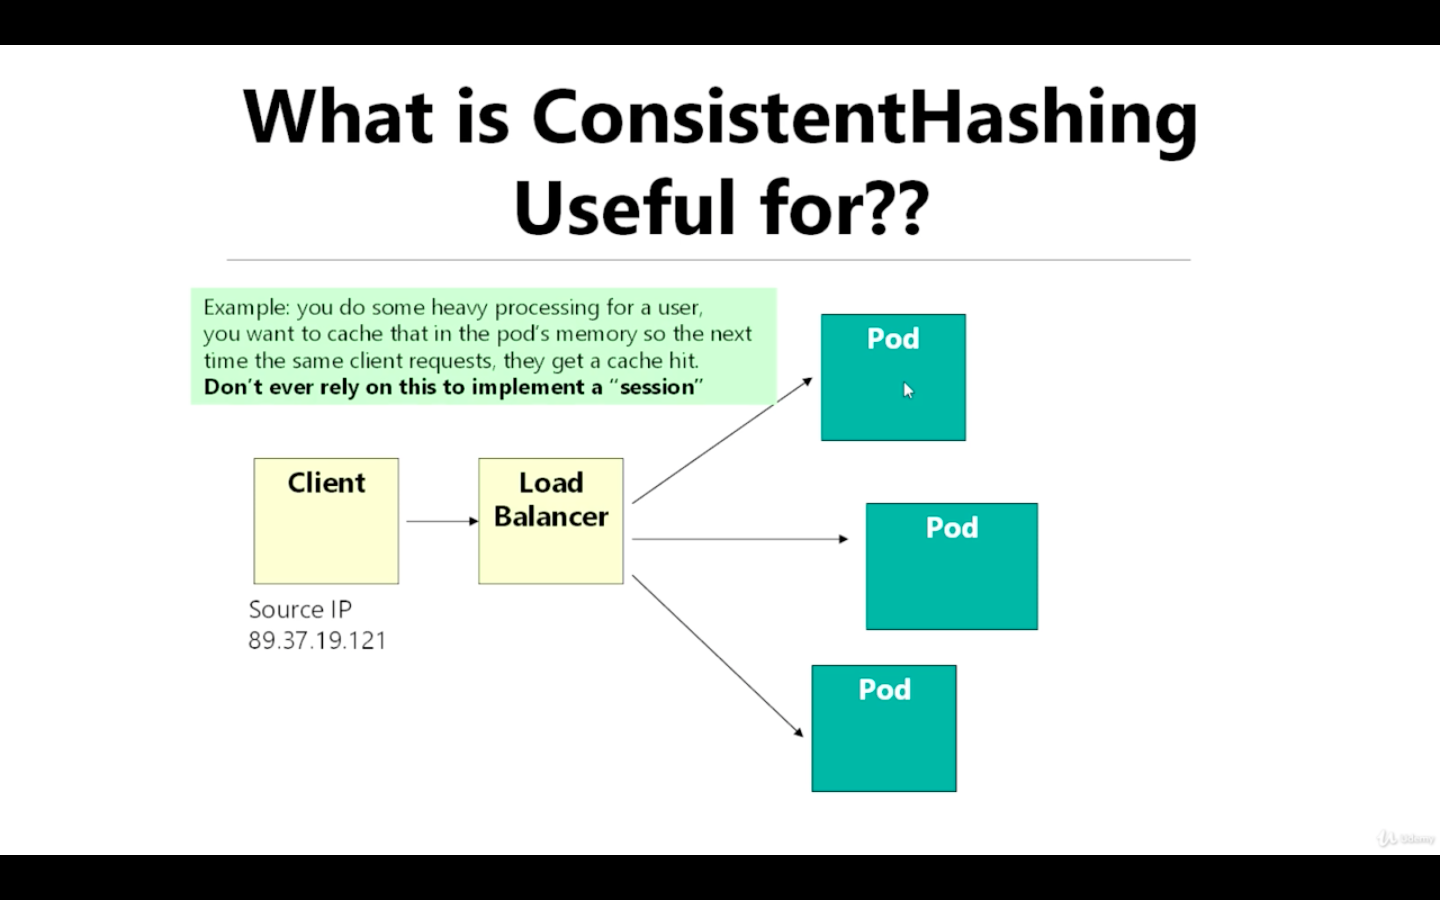 What is ConsistentHashing
Useful for??
Example: you do some heavy processing for a user,
you want to cache that in the pod's memory so the next
time the same client requests, they get a cache hit.
Don't ever rely on this to implement a “session”
Pod
Client
Load
Balancer
Pod
Source IP
89.37.19.121
Pod
Udemy